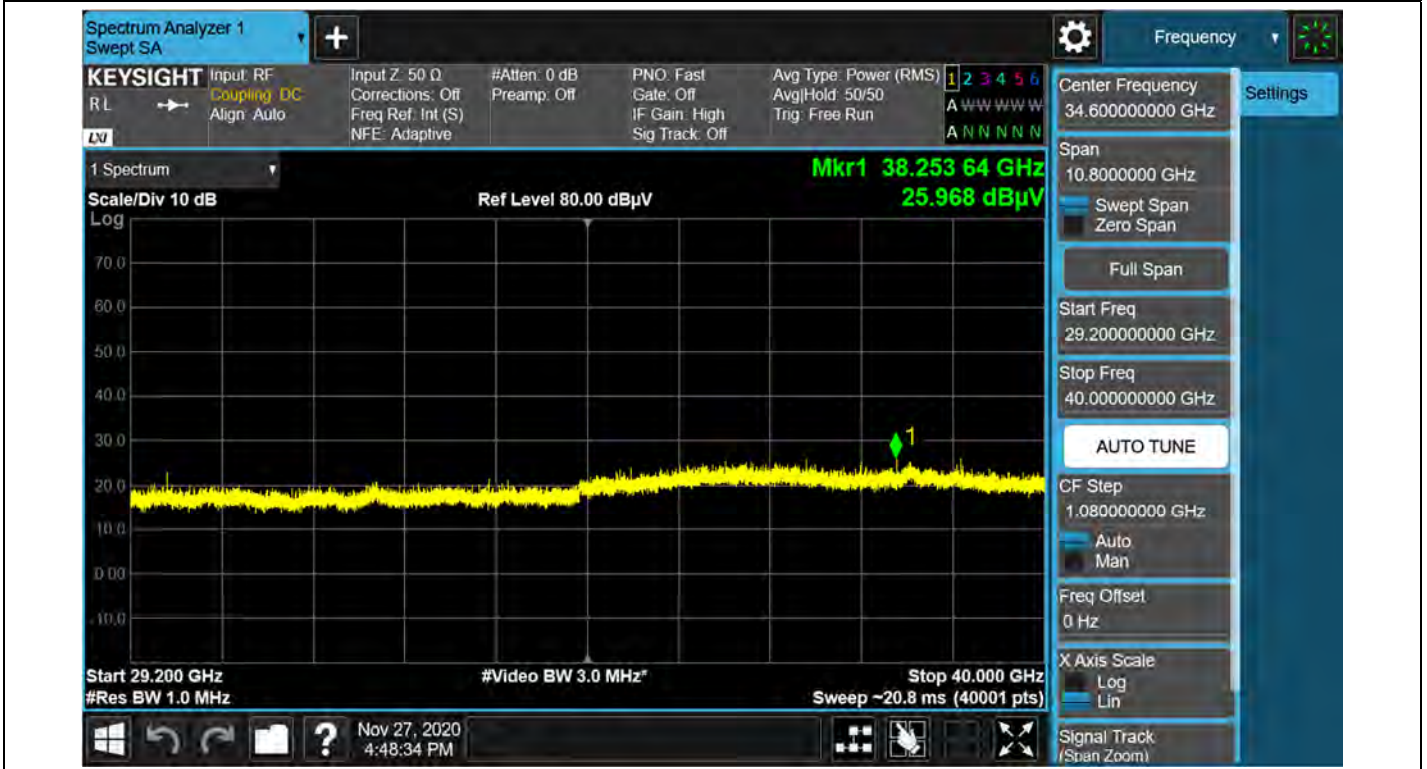 Spectrum Analyzer 1
Swept SA
+
Frequency
KEYSIGHT
R L
LXI
Input: RF
Coupling: DC
Align: Auto
Input Z: 50 Ω
Corrections: Off
Freq Ref: Int (S)
NFE: Adaptive
#Atten: 0 dB
Preamp: Off
PNO: Fast
Gate: Off
IF Gain: High
Sig Track: Off
Avg Type: Power (RMS)
Avg|Hold: 50/50
Trig: Free Run
1 2 3 4 5 6
A W W W W W
A N N N N N
1 Spectrum
Scale/Div 10 dB
Ref Level 80.00 dBµV
Mkr1 38.253 64 GHz
25.968 dBµV
Log
70.0
60.0
50.0
40.0
30.0
20.0
10.0
0.00
-10.0
1
Start 29.200 GHz
#Res BW 1.0 MHz
#Video BW 3.0 MHz*
Stop 40.000 GHz
Sweep ~20.8 ms (40001 pts)
?
Nov 27, 2020
4:48:34 PM
Center Frequency
34.600000000 GHz
Span
10.8000000 GHz
Swept Span
Zero Span
Full Span
Start Freq
29.200000000 GHz
Stop Freq
40.000000000 GHz
AUTO TUNE
CF Step
1.080000000 GHz
Auto
Man
Freq Offset
0 Hz
X Axis Scale
Log
Lin
Signal Track
(Span Zoom)
Settings